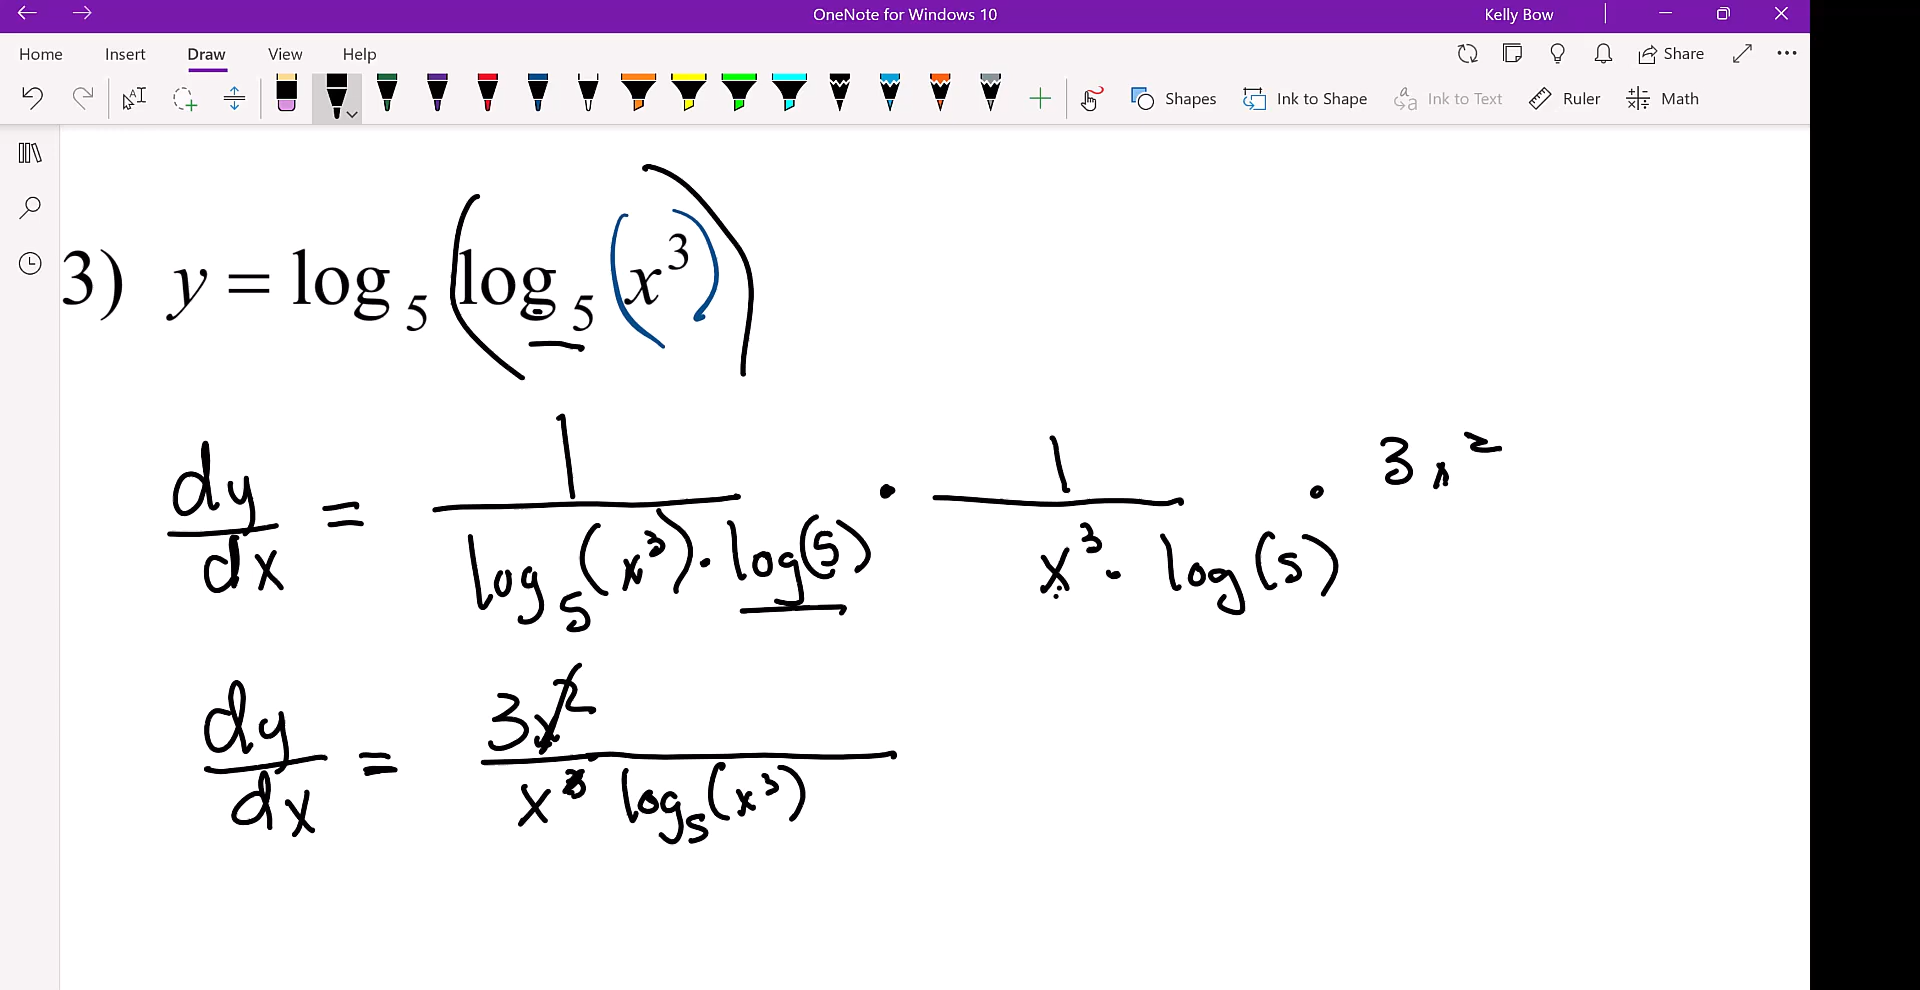 OneNote for Windows 10 Kelly Bow
Home Insert Draw View Help Share
Shapes Ink to Shape Ink to Text Ruler Math
3) y = log₅(log₅(x³))
dy/dx = 1/(log₅(x³)·log(5)) · 1/(x³·log(5)) · 3x²
dy/dx = 3x²/(x³ log₅(x³))